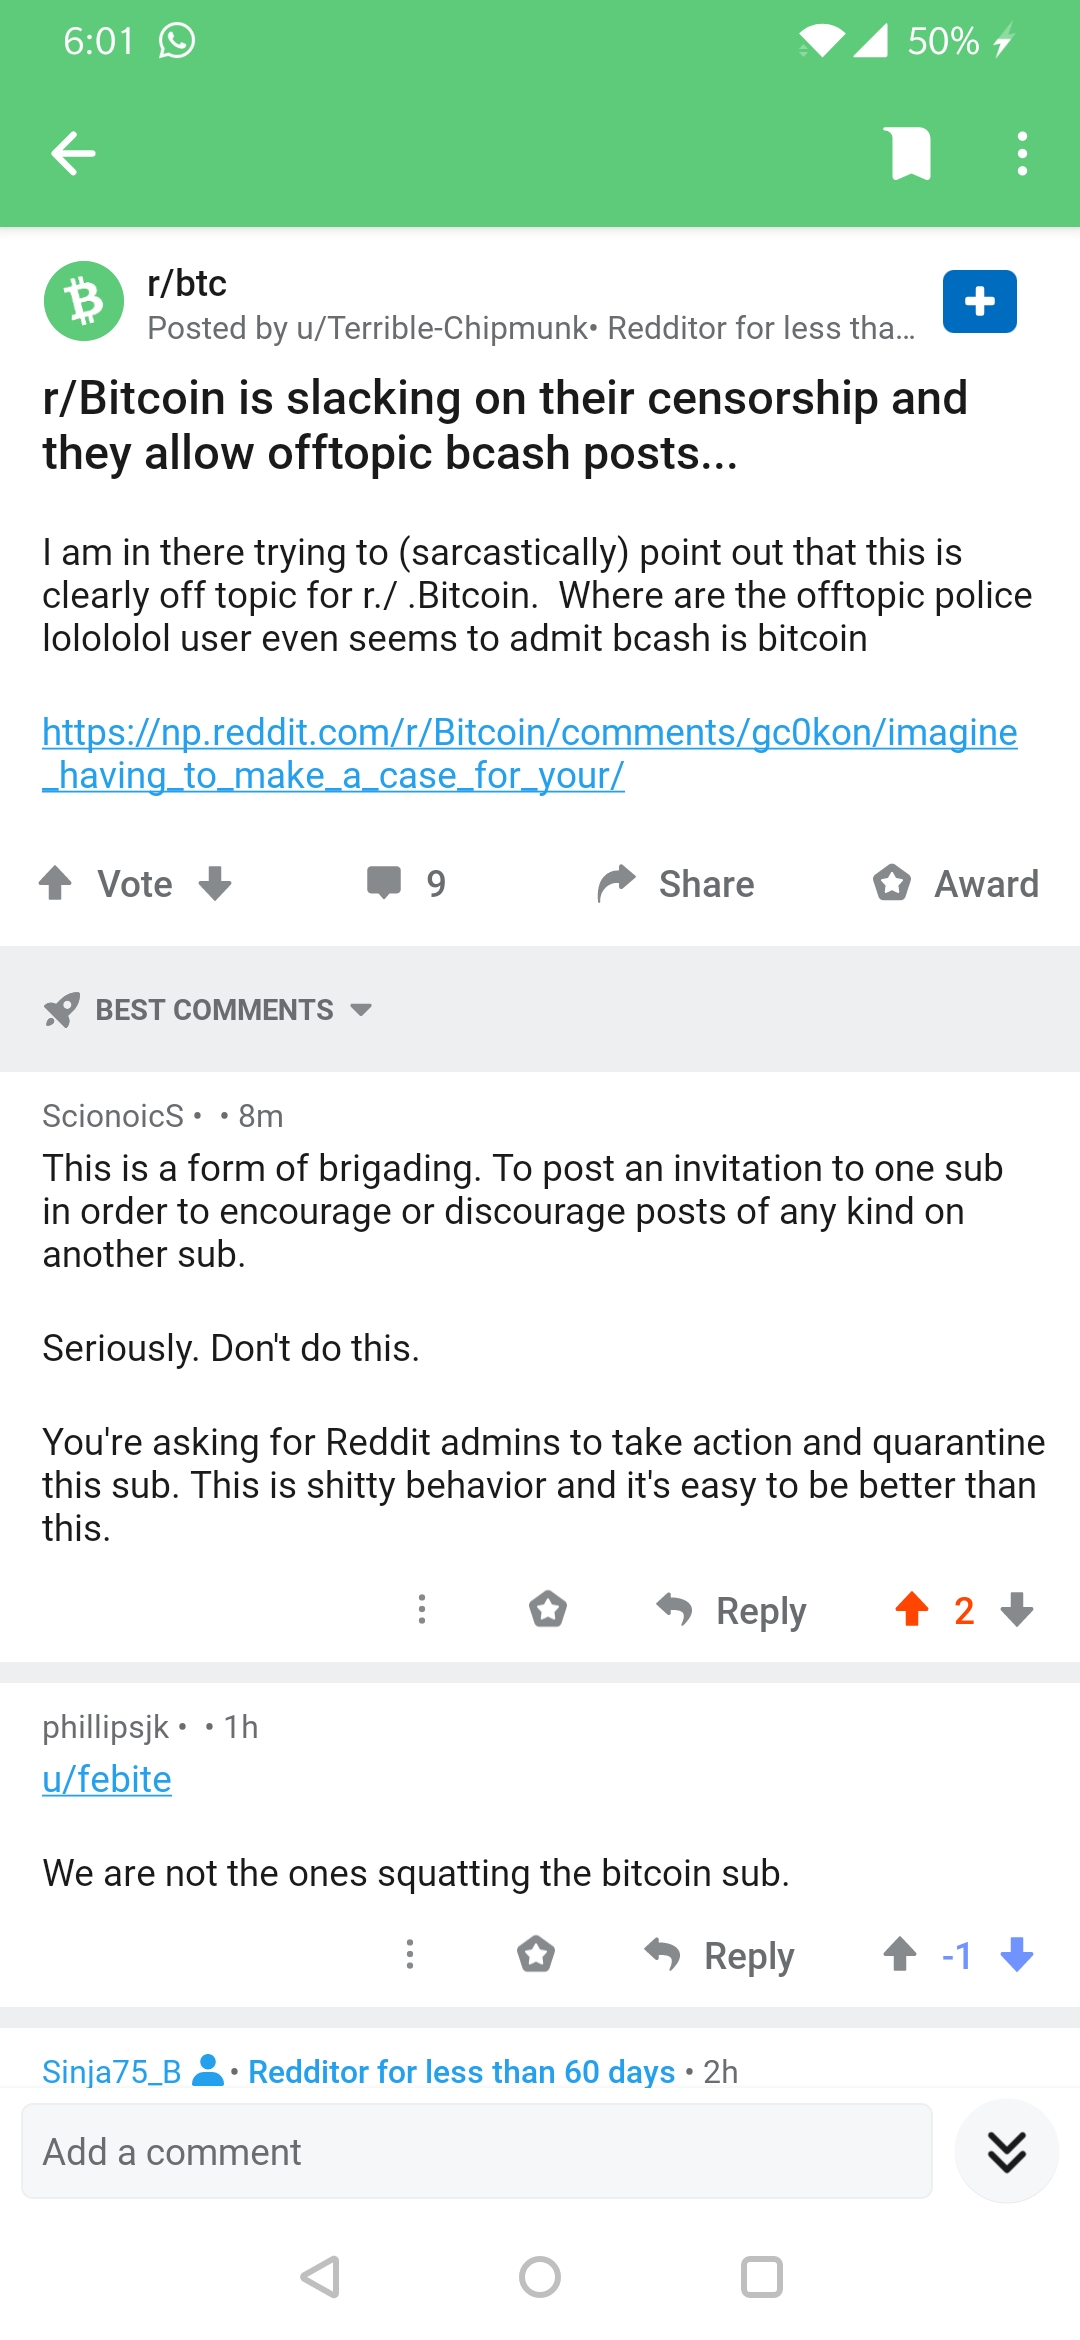 6:01
50%
r/btc
Posted by u/Terrible-Chipmunk• Redditor for less tha...
r/Bitcoin is slacking on their censorship and
they allow offtopic bcash posts...
I am in there trying to (sarcastically) point out that this is
clearly off topic for r./ .Bitcoin.  Where are the offtopic police
lolololol user even seems to admit bcash is bitcoin
https://np.reddit.com/r/Bitcoin/comments/gc0kon/imagine
_having_to_make_a_case_for_your/
Vote 9 Share Award
BEST COMMENTS
ScionoicS • • 8m
This is a form of brigading. To post an invitation to one sub
in order to encourage or discourage posts of any kind on
another sub.
Seriously. Don't do this.
You're asking for Reddit admins to take action and quarantine
this sub. This is shitty behavior and it's easy to be better than
this.
Reply 2
phillipsjk • • 1h
u/febite
We are not the ones squatting the bitcoin sub.
Reply -1
Sinja75_B • Redditor for less than 60 days • 2h
Add a comment